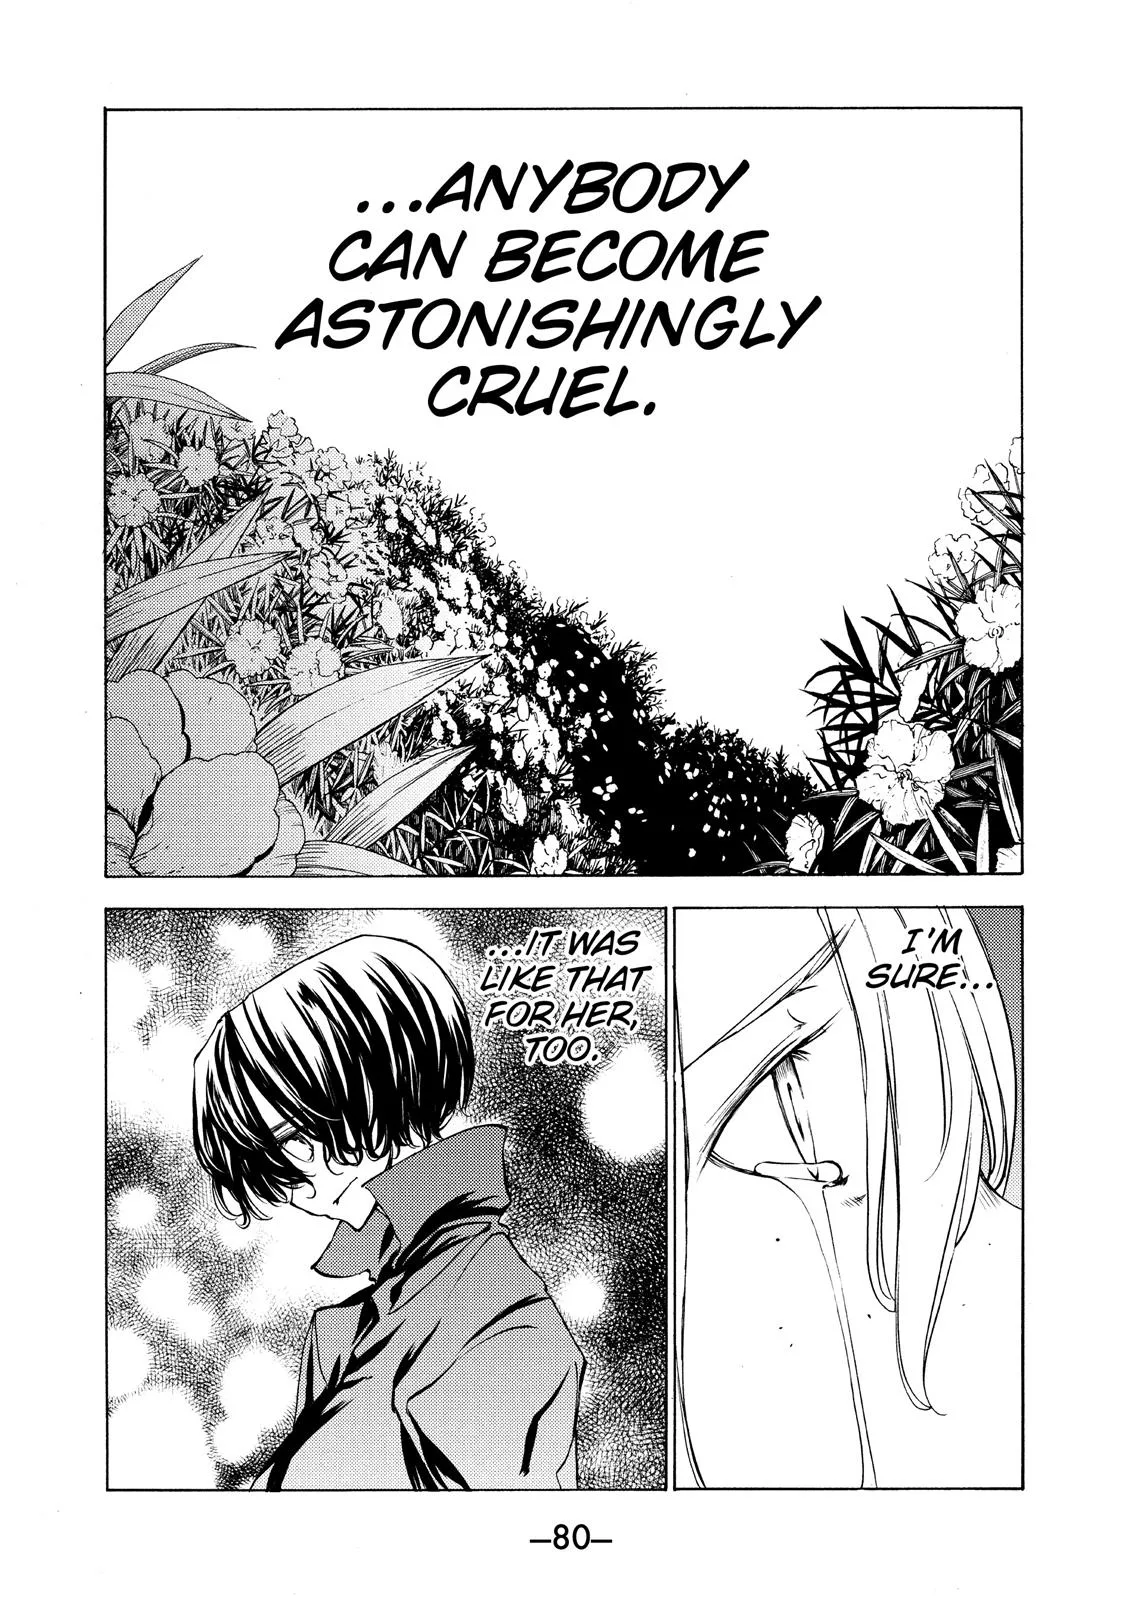 ...ANYBODY
CAN BECOME
ASTONISHINGLY
CRUEL.
I'M
SURE...
...IT WAS
LIKE THAT
FOR HER,
TOO.
—80—